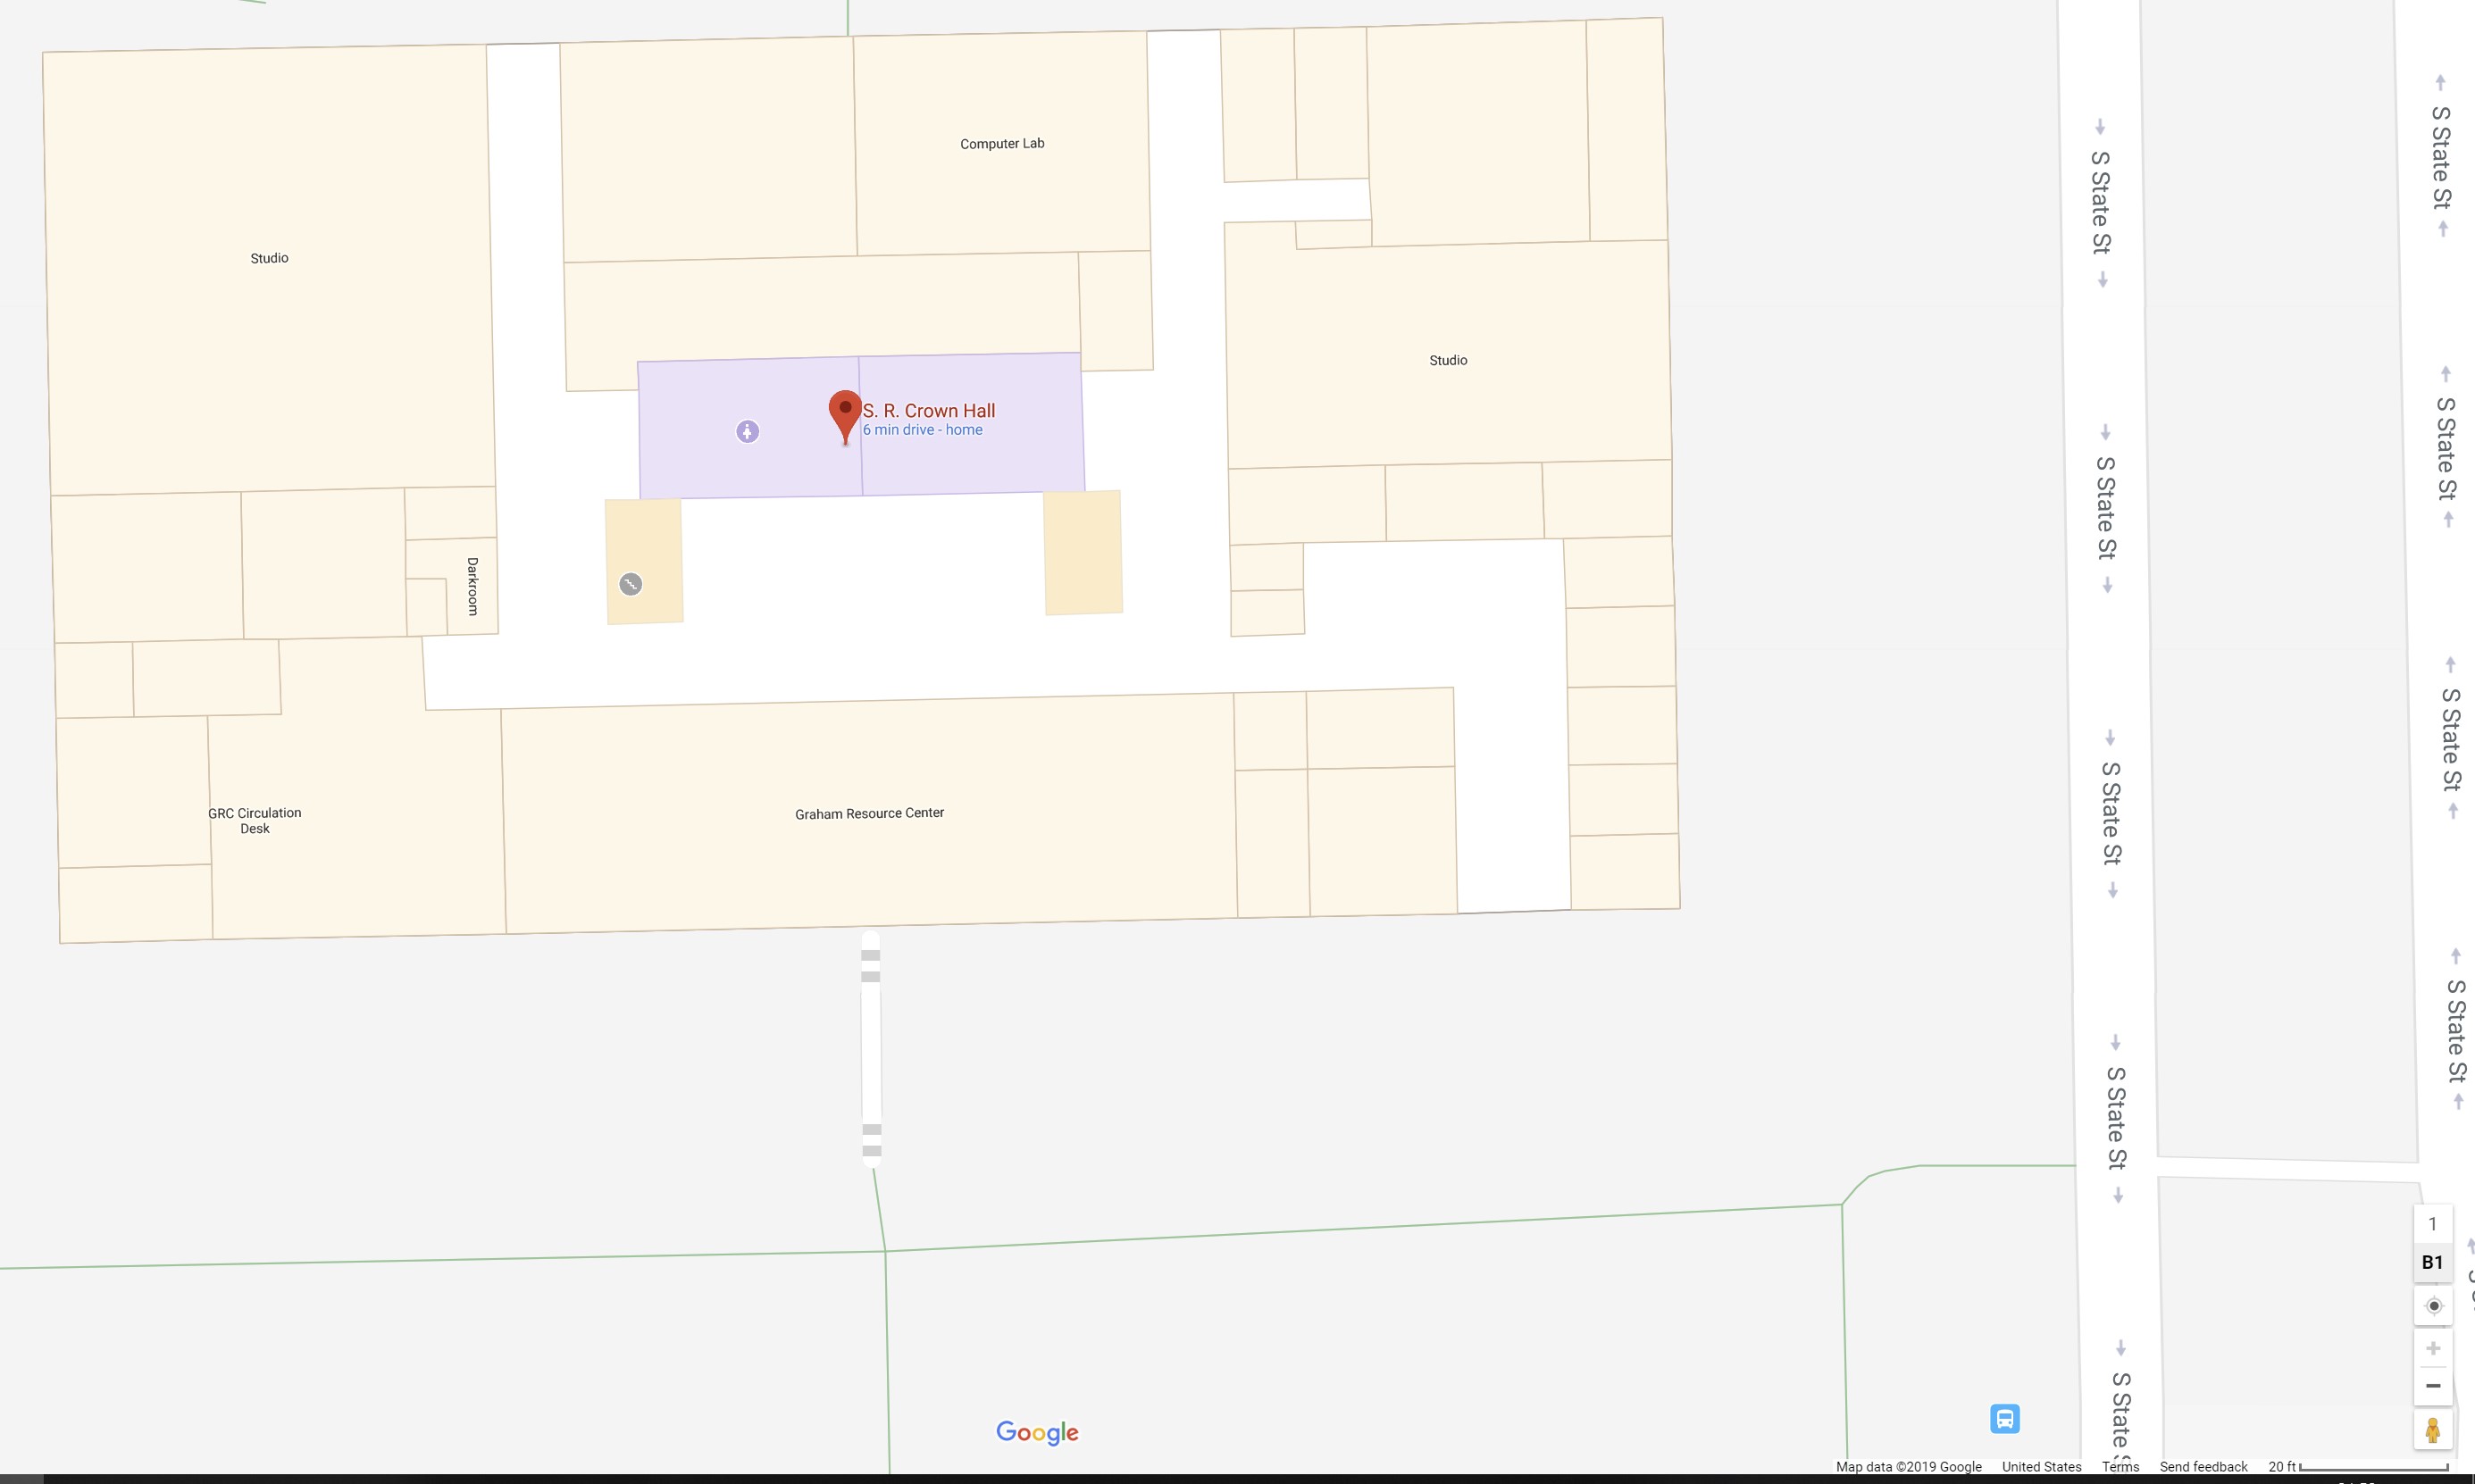 Computer Lab
Studio
Studio
S. R. Crown Hall
6 min drive - home
Darkroom
GRC Circulation
Desk
Graham Resource Center
S State St
S State St
S State St
S State St
S State St
S State St
S State St
S State St
S State S
1
B1
Google
Map data ©2019 Google
United States
Terms
Send feedback
20 ft